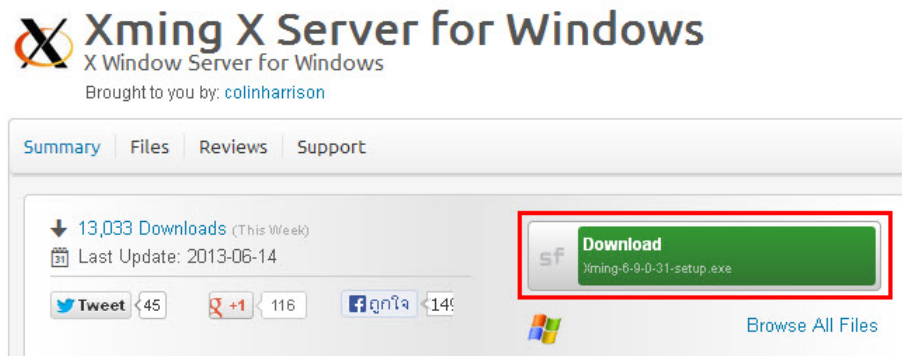 Xming X Server for Windows
X Window Server for Windows
Brought to you by: colinharrison
Summary Files Reviews Support
13,033 Downloads (This Week)
31 Last Update: 2013-06-14
sf Download
Xming-6-9-0-31-setup.exe
Tweet 45 +1 116 ถูกใจ 149
Browse All Files